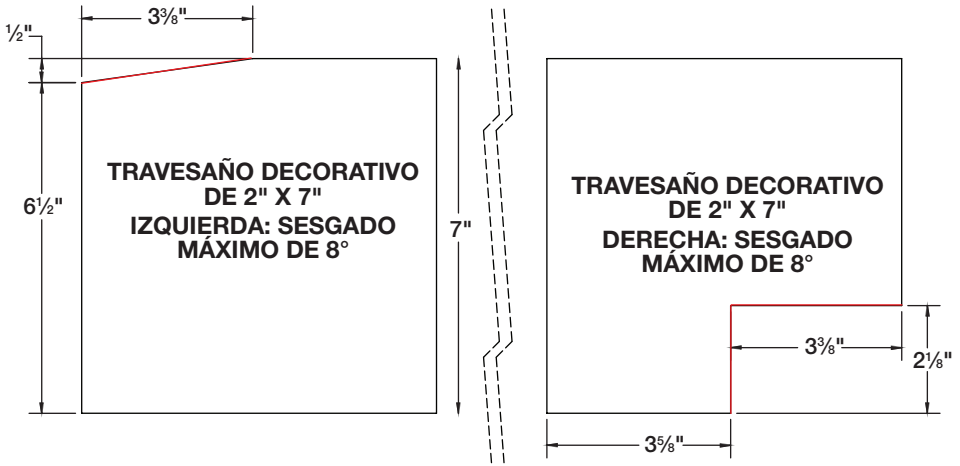 3⅜"
½"
6½"
TRAVESAÑO DECORATIVO
DE 2" X 7"
IZQUIERDA: SESGADO
MÁXIMO DE 8°
7"
TRAVESAÑO DECORATIVO
DE 2" X 7"
DERECHA: SESGADO
MÁXIMO DE 8°
3⅜"
2⅛"
3⅝"